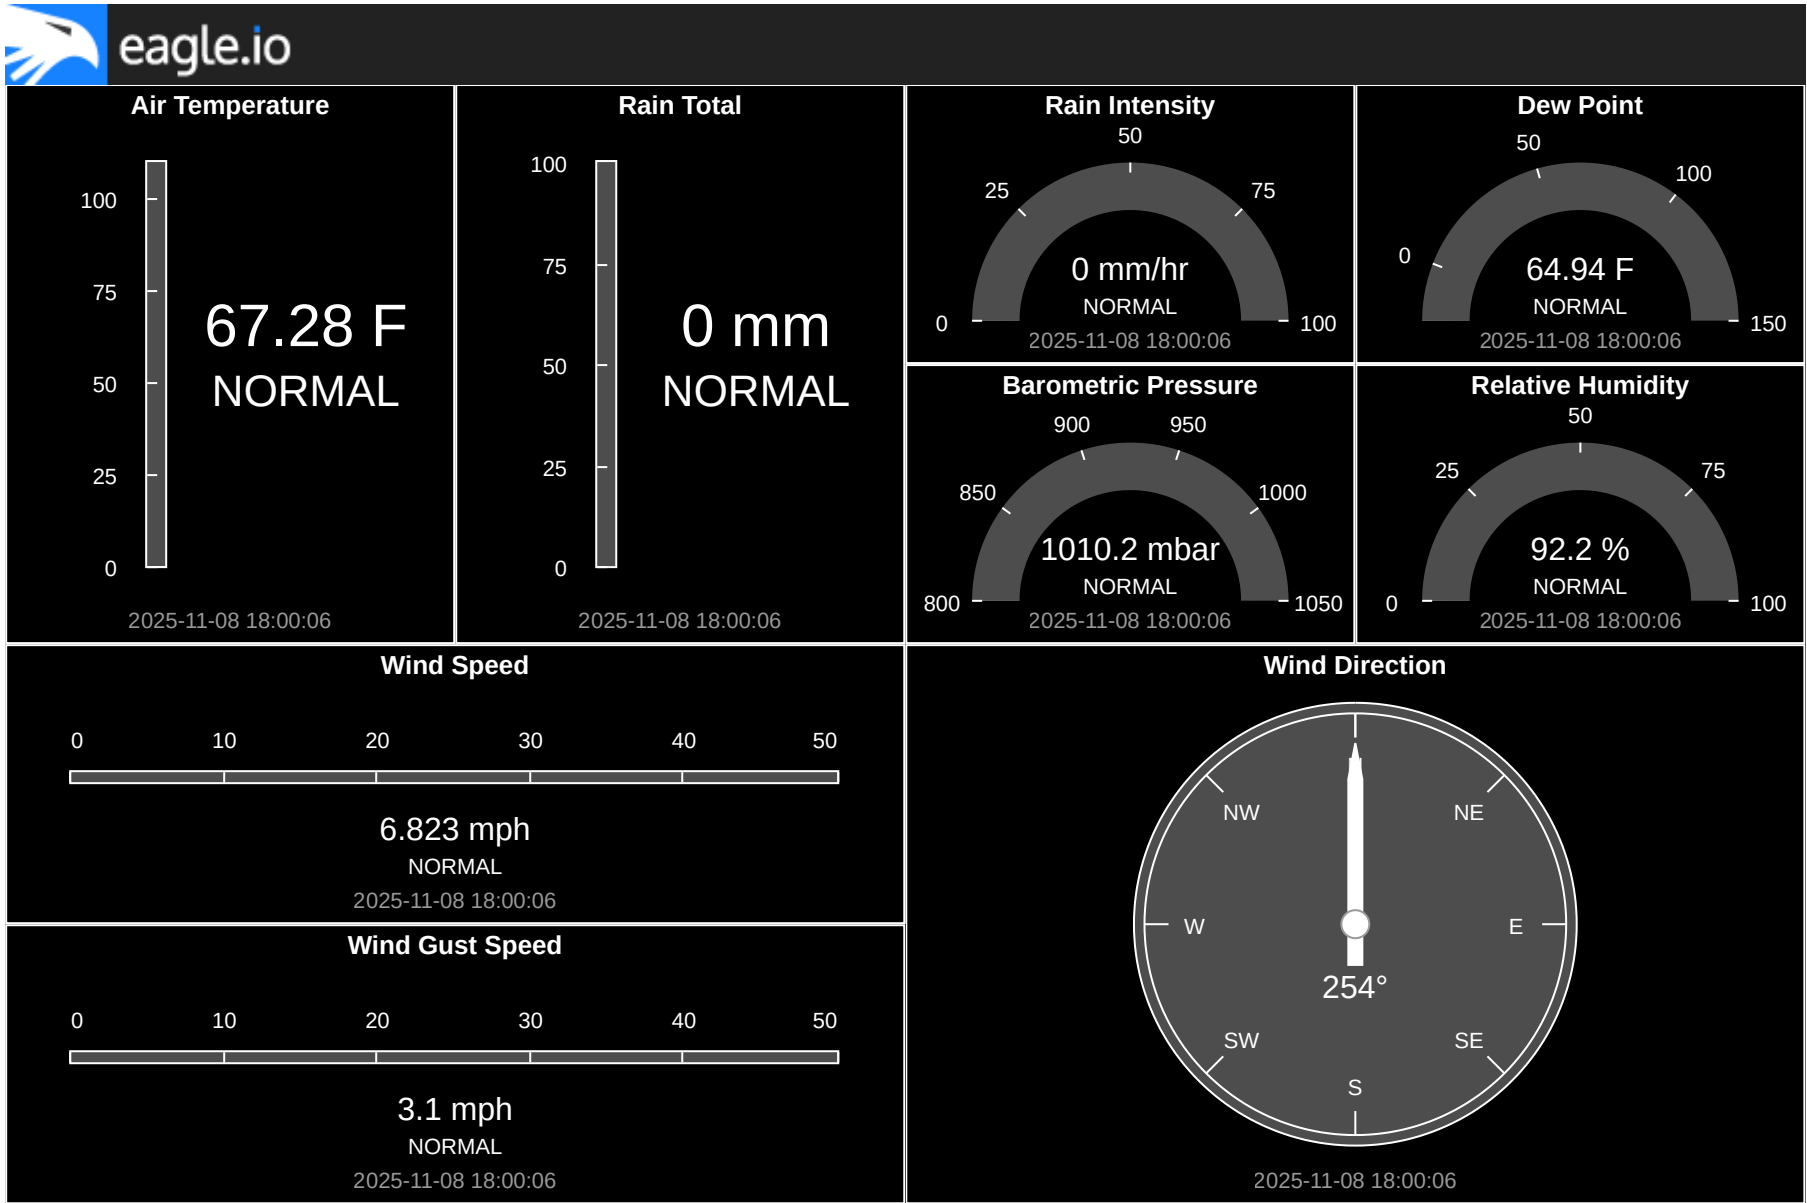 eagle.io
Air Temperature
100
75
50
25
0
67.28 F
NORMAL
2025-11-08 18:00:06
Rain Total
100
75
50
25
0
0 mm
NORMAL
2025-11-08 18:00:06
Rain Intensity
50
25 75
0 100
0 mm/hr
NORMAL
2025-11-08 18:00:06
Dew Point
50
100
0
150
64.94 F
NORMAL
2025-11-08 18:00:06
Barometric Pressure
900 950
850 1000
800 1050
1010.2 mbar
NORMAL
2025-11-08 18:00:06
Relative Humidity
50
25 75
0 100
92.2 %
NORMAL
2025-11-08 18:00:06
Wind Speed
0 10 20 30 40 50
6.823 mph
NORMAL
2025-11-08 18:00:06
Wind Gust Speed
0 10 20 30 40 50
3.1 mph
NORMAL
2025-11-08 18:00:06
Wind Direction
NW NE
W E
254°
SW SE
S
2025-11-08 18:00:06